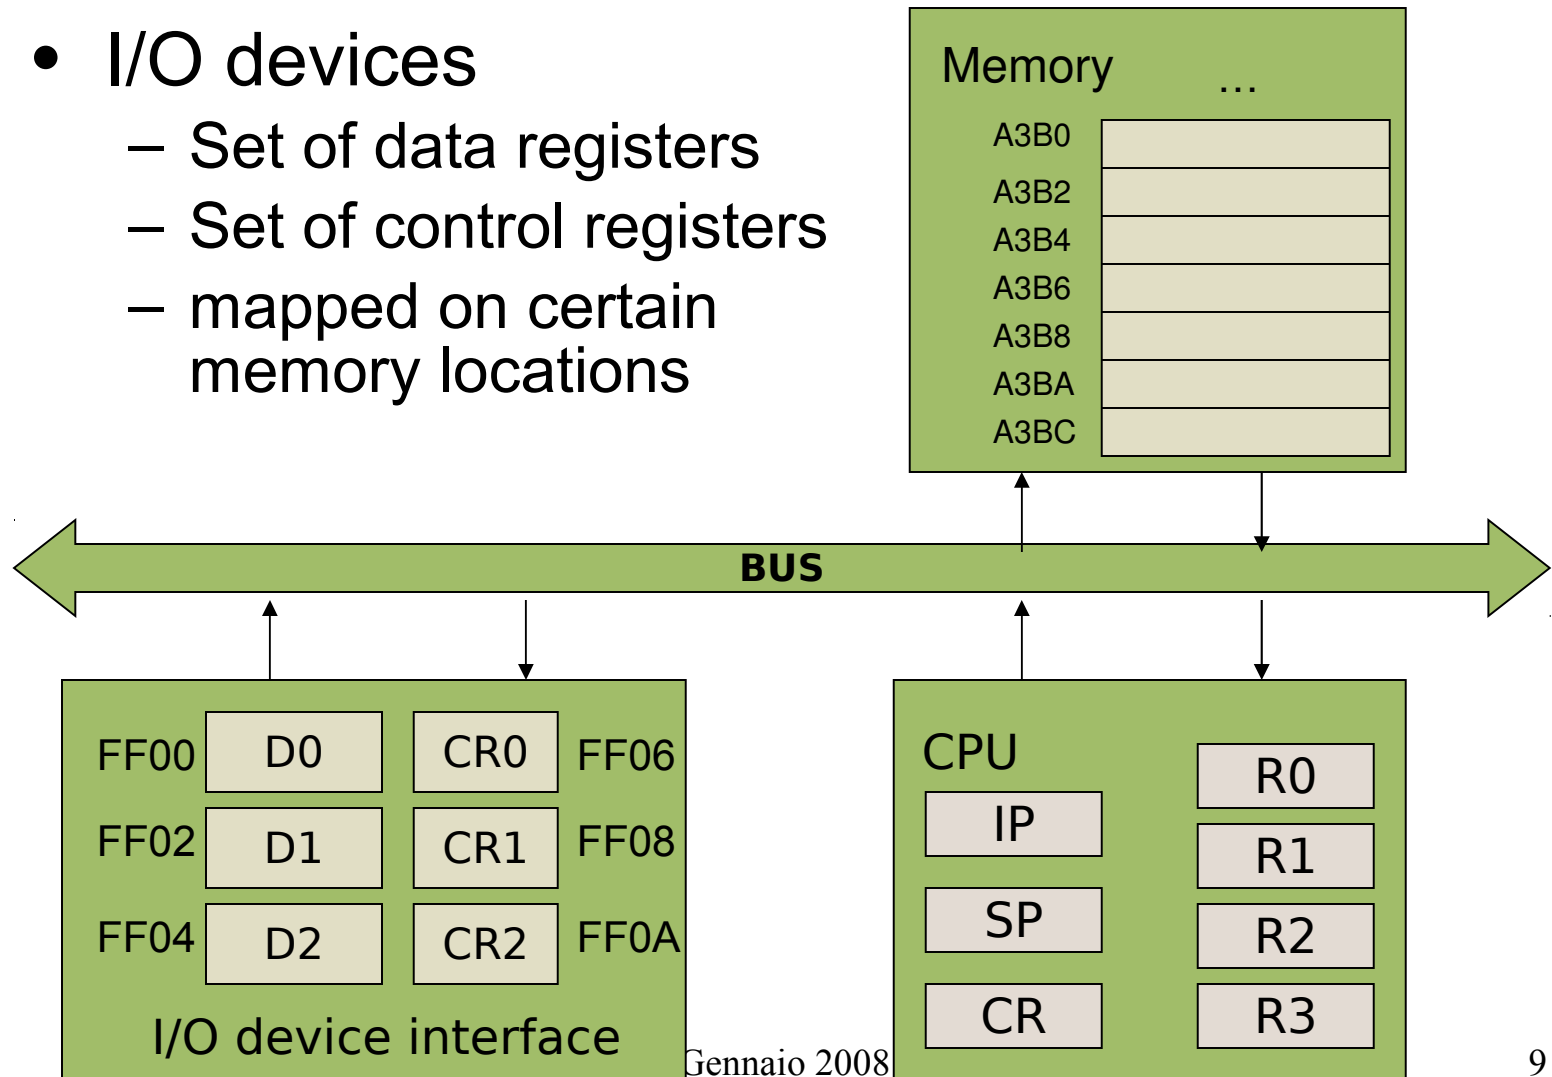 • I/O devices
– Set of data registers
– Set of control registers
– mapped on certain
memory locations
Memory ...
A3B0
A3B2
A3B4
A3B6
A3B8
A3BA
A3BC
BUS
FF00 D0 CR0 FF06
FF02 D1 CR1 FF08
FF04 D2 CR2 FF0A
I/O device interface
CPU
IP
SP
CR
R0
R1
R2
R3
Gennaio 2008
9